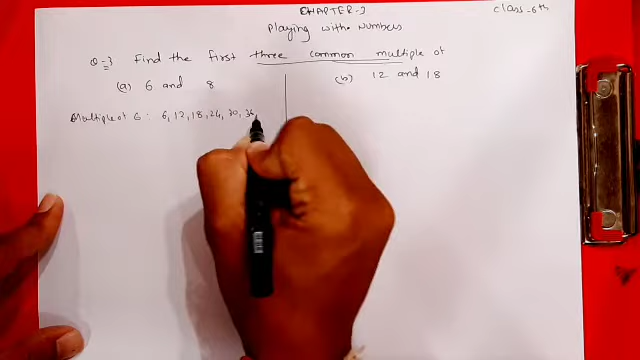 CHAPTER-3
class-6th
Playing with Numbers
Q-3 Find the first three common multiple of
(a) 6 and 8
(b) 12 and 18
Multiple of 6: 6, 12, 18, 24, 30, 36,